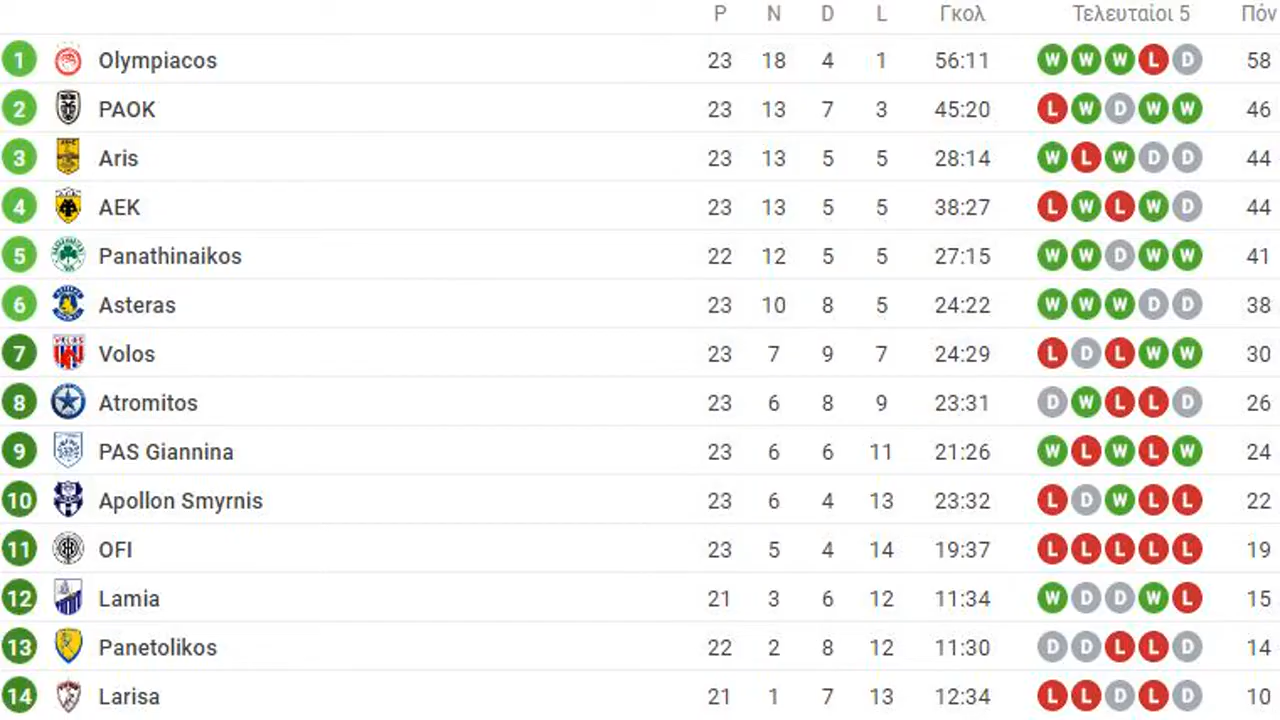 P N D L Γκολ Τελευταίοι 5 Πόν
1 Olympiacos 23 18 4 1 56:11 W W W L D 58
2 PAOK 23 13 7 3 45:20 L W D W W 46
3 Aris 23 13 5 5 28:14 W L W D D 44
4 AEK 23 13 5 5 38:27 L W L W D 44
5 Panathinaikos 22 12 5 5 27:15 W W D W W 41
6 Asteras 23 10 8 5 24:22 W W W D D 38
7 Volos 23 7 9 7 24:29 L D L W W 30
8 Atromitos 23 6 8 9 23:31 D W L L D 26
9 PAS Giannina 23 6 6 11 21:26 W L W L W 24
10 Apollon Smyrnis 23 6 4 13 23:32 L D W L L 22
11 OFI 23 5 4 14 19:37 L L L L L 19
12 Lamia 21 3 6 12 11:34 W D D W L 15
13 Panetolikos 22 2 8 12 11:30 D D L L D 14
14 Larisa 21 1 7 13 12:34 L L D L D 10